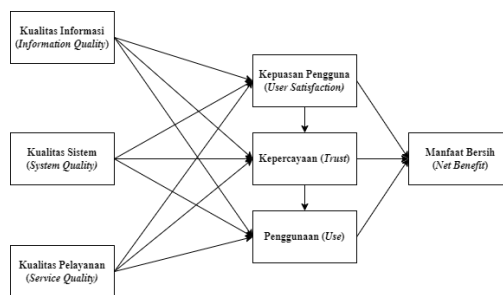 Kualitas Informasi
(Information Quality)
Kepuasan Pengguna
(User Satisfaction)
Kualitas Sistem
(System Quality)
Kepercayaan (Trust)
Manfaat Bersih
(Net Benefit)
Penggunaan (Use)
Kualitas Pelayanan
(Service Quality)